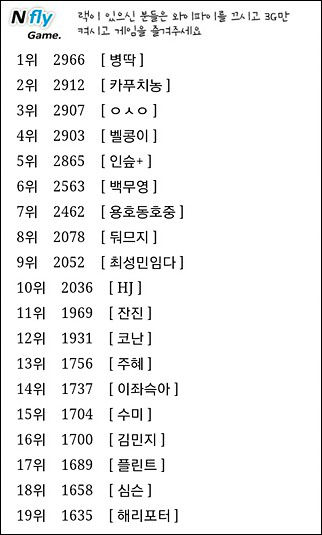 Nfly
Game.
랙이 있으신 분들은 와이파이를 끄시고 3G만
켜시고 게임을 즐겨주세요
1위 2966 [ 병딱 ]
2위 2912 [ 카푸치농 ]
3위 2907 [ ㅇㅅㅇ ]
4위 2903 [ 벨콩이 ]
5위 2865 [ 인숲+ ]
6위 2563 [ 백무영 ]
7위 2462 [ 용호동호중 ]
8위 2078 [ 둬므지 ]
9위 2052 [ 최성민임다 ]
10위 2036 [ HJ ]
11위 1969 [ 잔진 ]
12위 1931 [ 코난 ]
13위 1756 [ 주혜 ]
14위 1737 [ 이좌슥아 ]
15위 1704 [ 수미 ]
16위 1700 [ 김민지 ]
17위 1689 [ 플린트 ]
18위 1658 [ 심슨 ]
19위 1635 [ 해리포터 ]